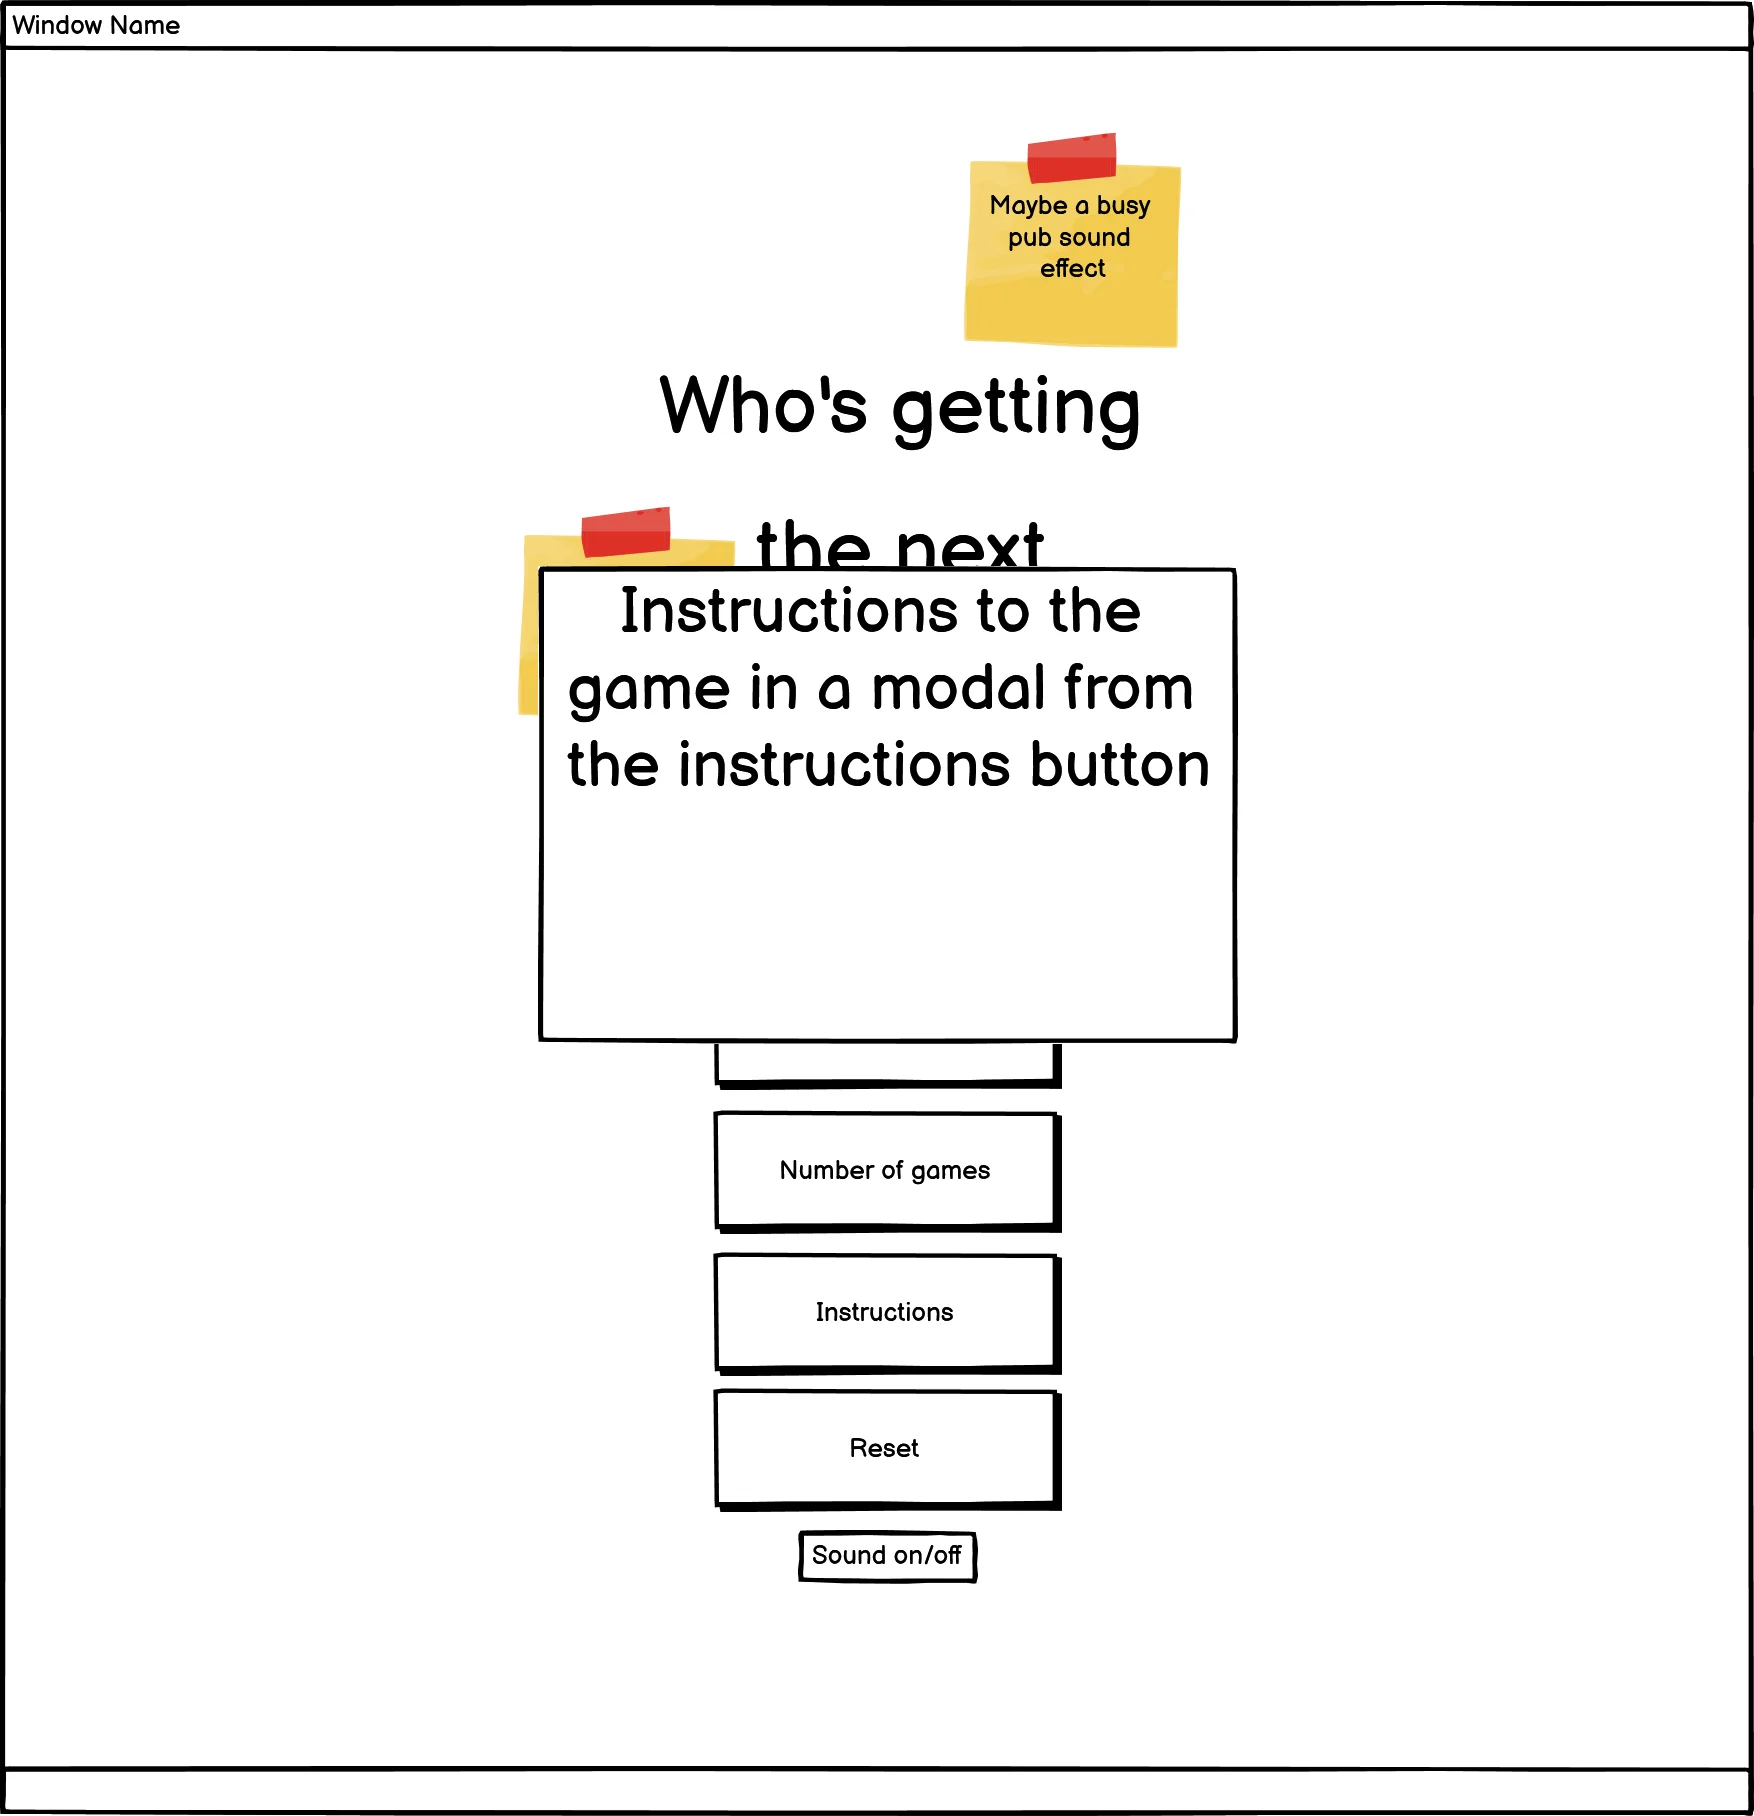 Window Name
Maybe a busy
pub sound
effect
Who's getting
the next
Instructions to the
game in a modal from
the instructions button
Number of games
Instructions
Reset
Sound on/off